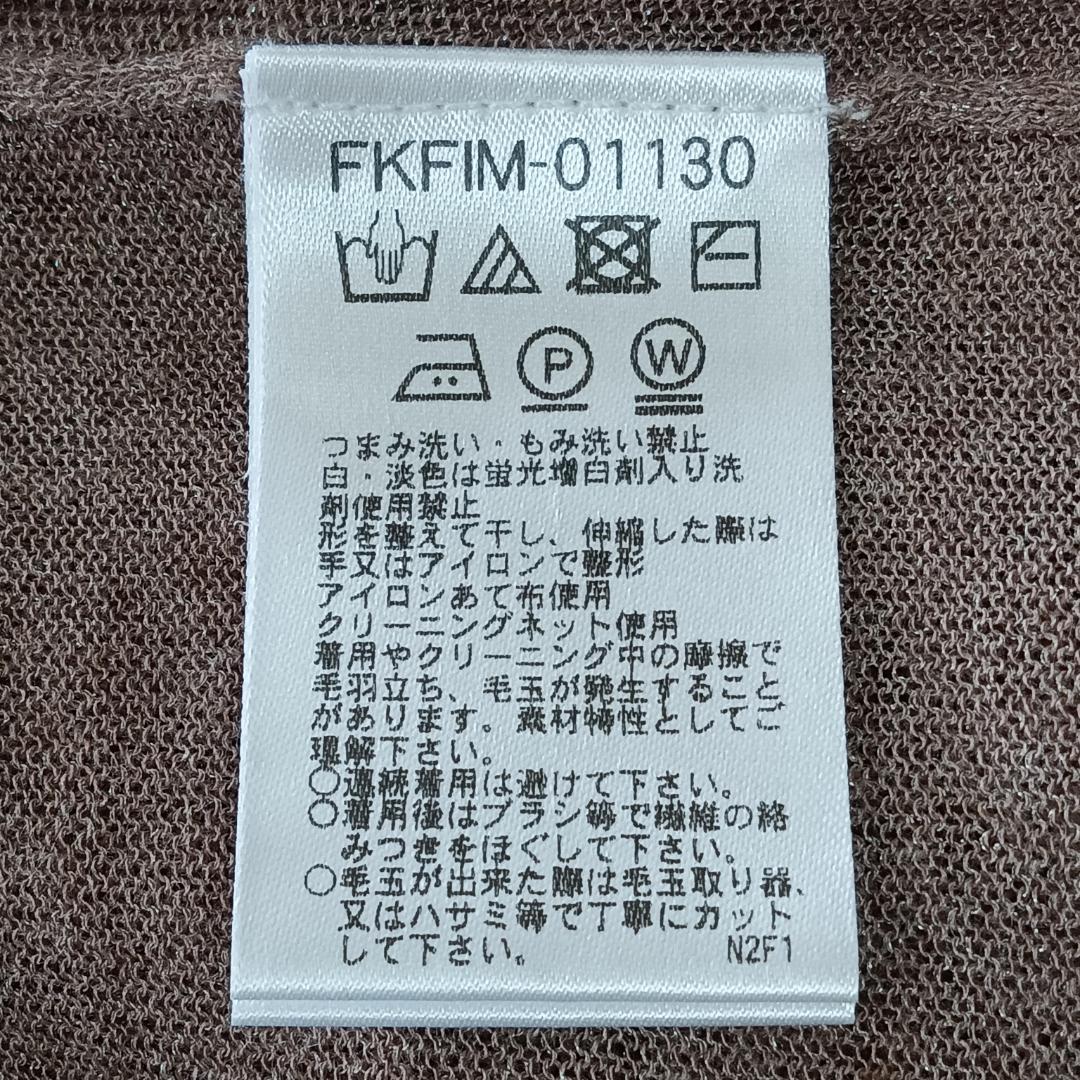 FKFIM-01130
P W
つまみ洗い・もみ洗い禁止
白・淡色は蛍光増白剤入り洗
剤使用禁止
形を整えて干し、伸縮した際は
手又はアイロンで整形
アイロンあて布使用
クリーニングネット使用
着用やクリーニング中の摩擦で
毛羽立ち、毛玉が発生すること
があります。素材特性としてご
理解下さい。
○連続着用は避けて下さい。
○着用後はブラシ等で繊維の絡
みつきをほぐして下さい。
○毛玉が出来た際は毛玉取り器、
又はハサミ等で丁寧にカット
して下さい。 N2F1